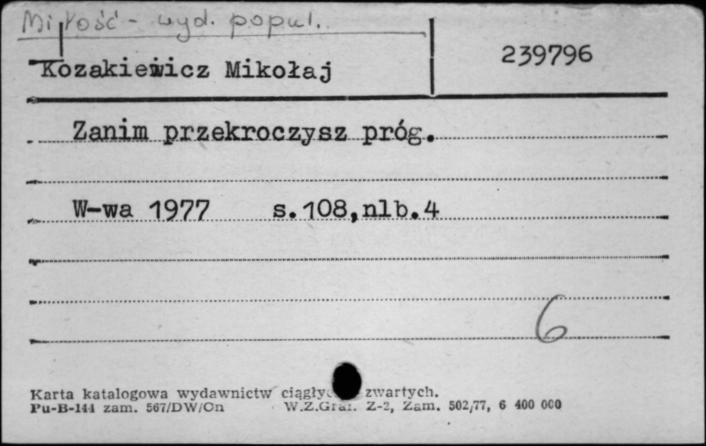 Miłość - wyd. popul.
Kozakiewicz Mikołaj
239796
Zanim przekroczysz próg.
W-wa 1977 s.108,nlb.4
6
Karta katalogowa wydawnictw zwartych.
Pu-B-144 zam. 567/DW/On W.Z.Graf. Z-2, Zam. 502/77, 6 400 000